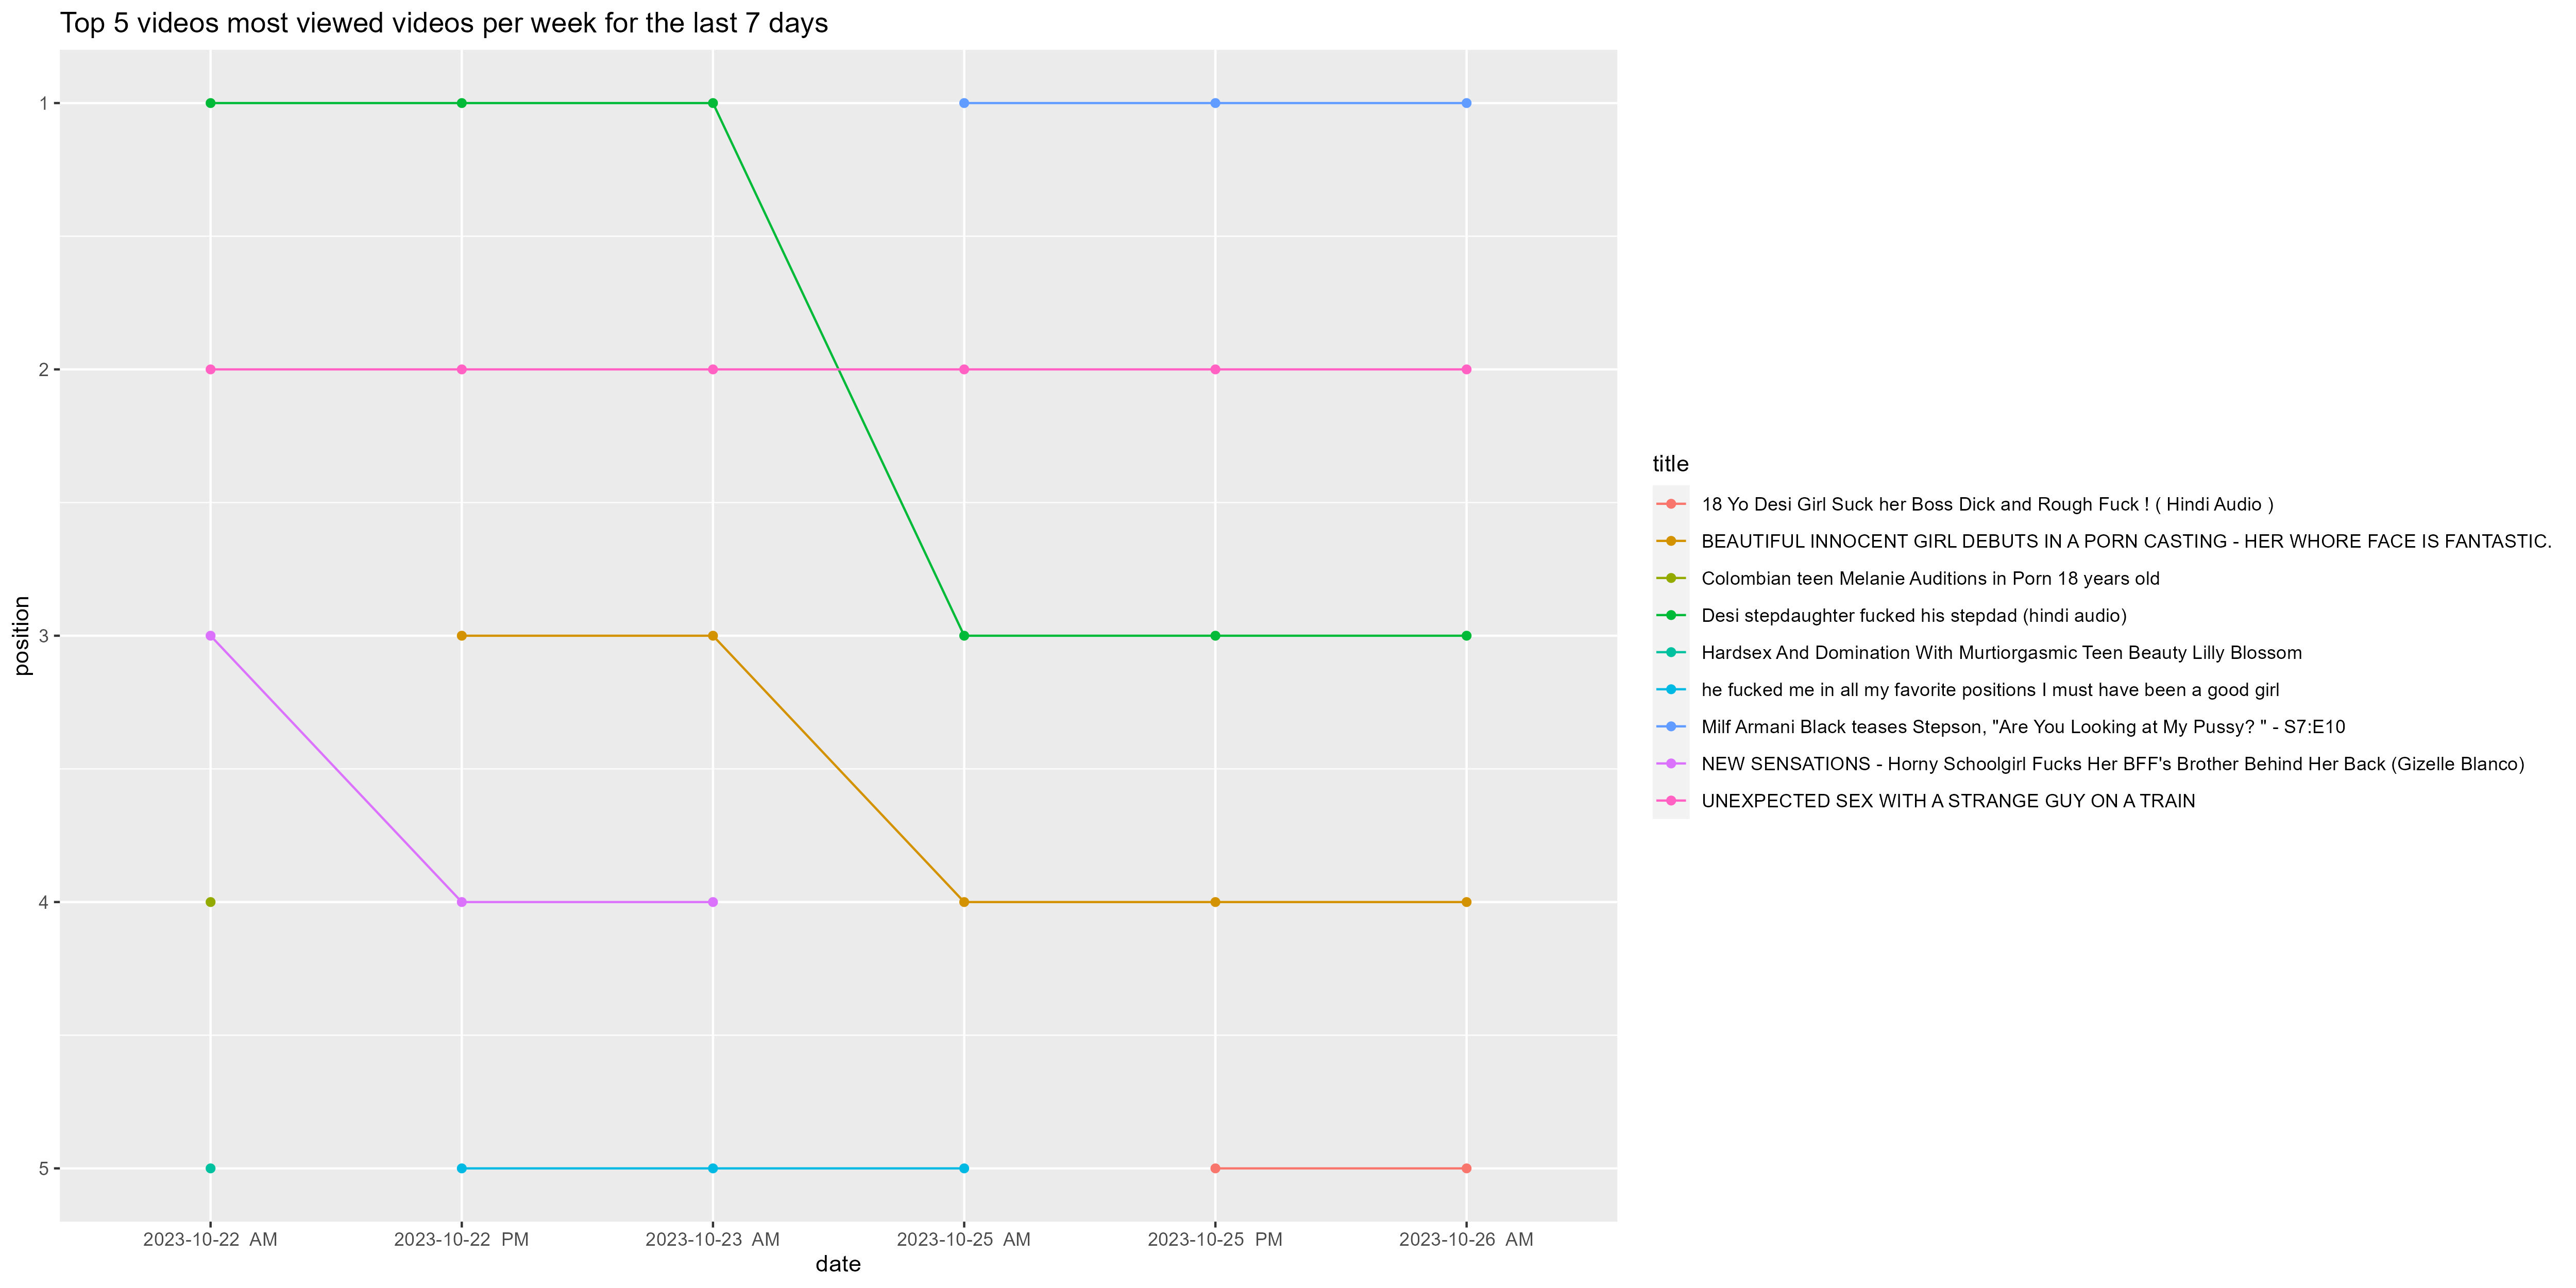 Top 5 videos most viewed videos per week for the last 7 days
position
1
2
3
4
5
2023-10-22 AM
2023-10-22 PM
2023-10-23 AM
2023-10-25 AM
2023-10-25 PM
2023-10-26 AM
date
title
18 Yo Desi Girl Suck her Boss Dick and Rough Fuck ! ( Hindi Audio )
BEAUTIFUL INNOCENT GIRL DEBUTS IN A PORN CASTING - HER WHORE FACE IS FANTASTIC.
Colombian teen Melanie Auditions in Porn 18 years old
Desi stepdaughter fucked his stepdad (hindi audio)
Hardsex And Domination With Murtiorgasmic Teen Beauty Lilly Blossom
he fucked me in all my favorite positions I must have been a good girl
Milf Armani Black teases Stepson, "Are You Looking at My Pussy? " - S7:E10
NEW SENSATIONS - Horny Schoolgirl Fucks Her BFF's Brother Behind Her Back (Gizelle Blanco)
UNEXPECTED SEX WITH A STRANGE GUY ON A TRAIN